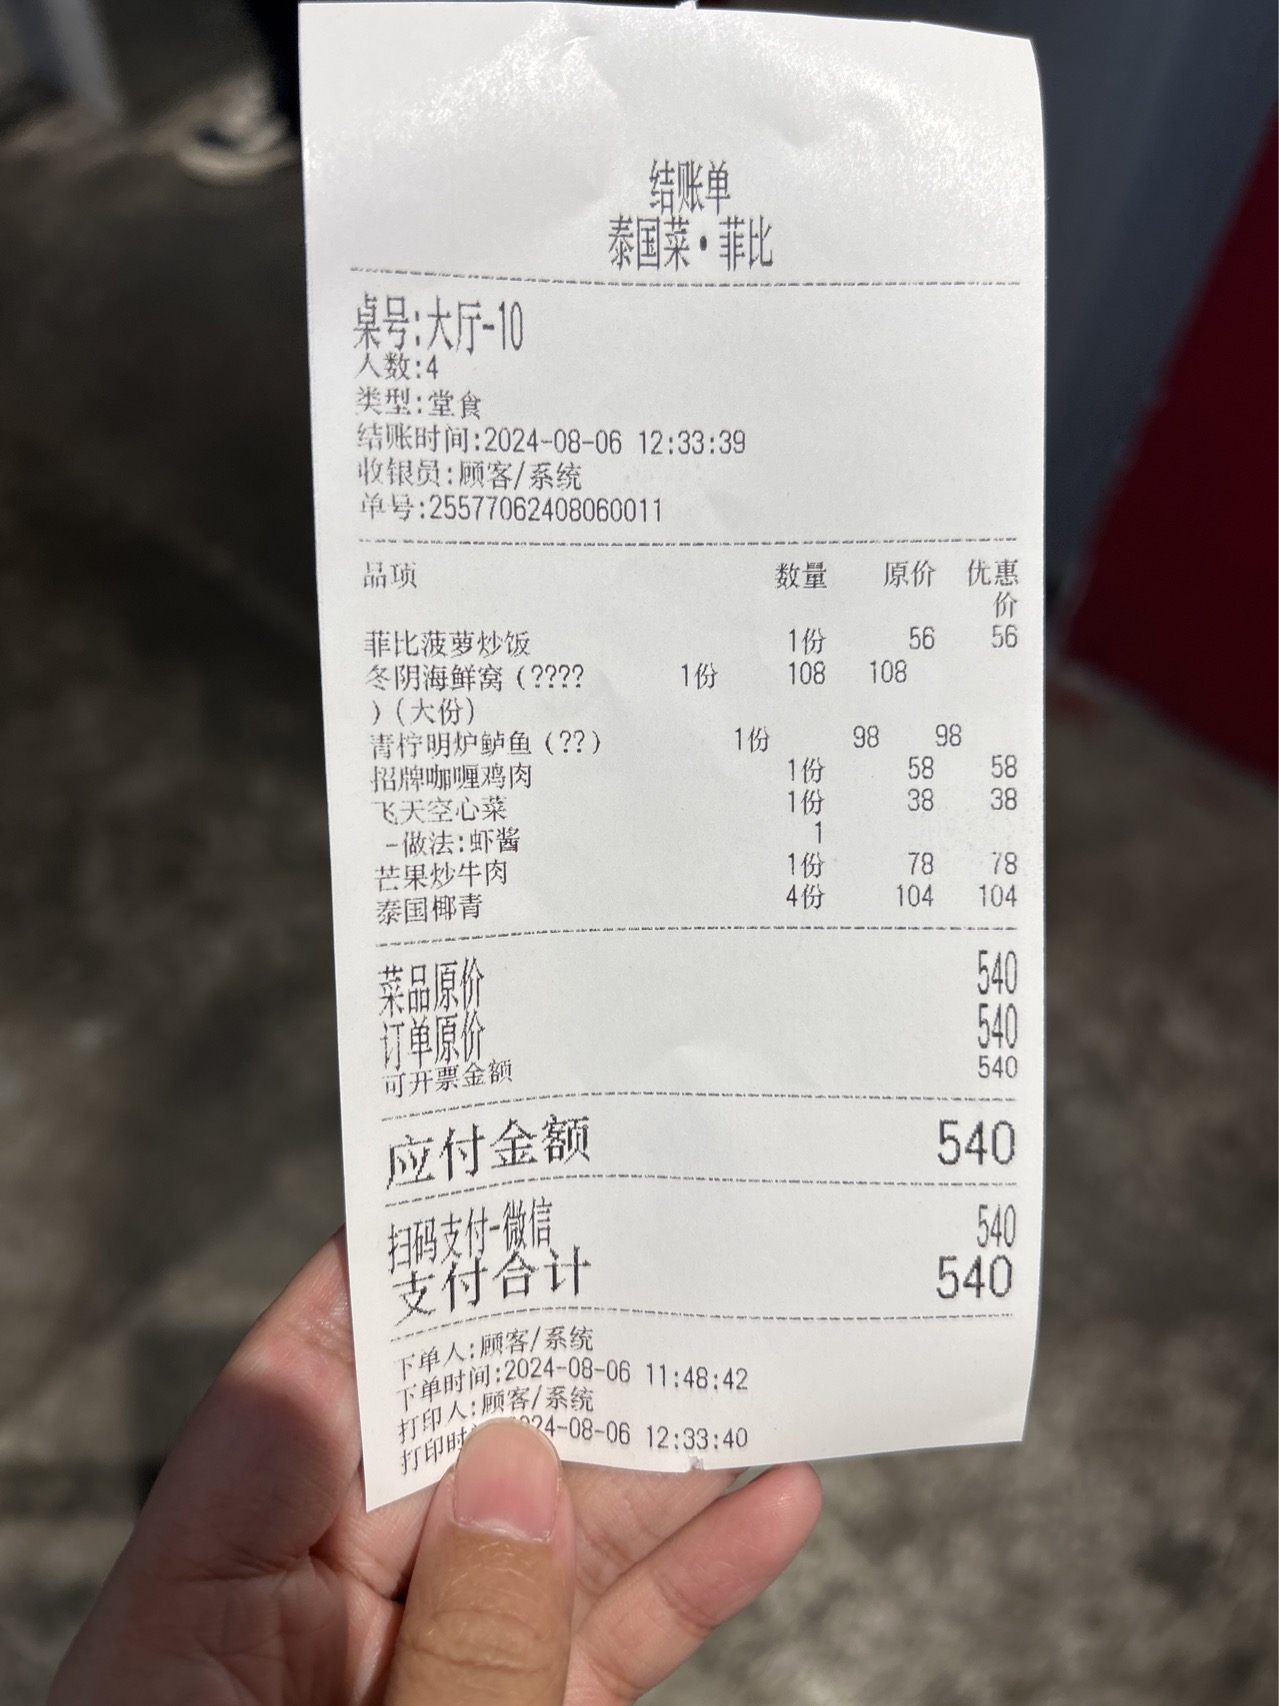 结账单
泰国菜·菲比
桌号:大厅-10
人数:4
类型:堂食
结账时间:2024-08-06 12:33:39
收银员:顾客/系统
单号:25577062408060011
品项 数量 原价 优惠
价
菲比菠萝炒饭 1份 56 56
冬阴海鲜窝(???? 1份 108 108
)(大份)
青柠明炉鲈鱼(??) 1份 98 98
招牌咖喱鸡肉 1份 58 58
飞天空心菜 1份 38 38
-做法:虾酱 1
芒果炒牛肉 1份 78 78
泰国椰青 4份 104 104
菜品原价 540
订单原价 540
可开票金额 540
应付金额 540
扫码支付-微信 540
支付合计 540
下单人:顾客/系统
下单时间:2024-08-06 11:48:42
打印人:顾客/系统
打印时 24-08-06 12:33:40